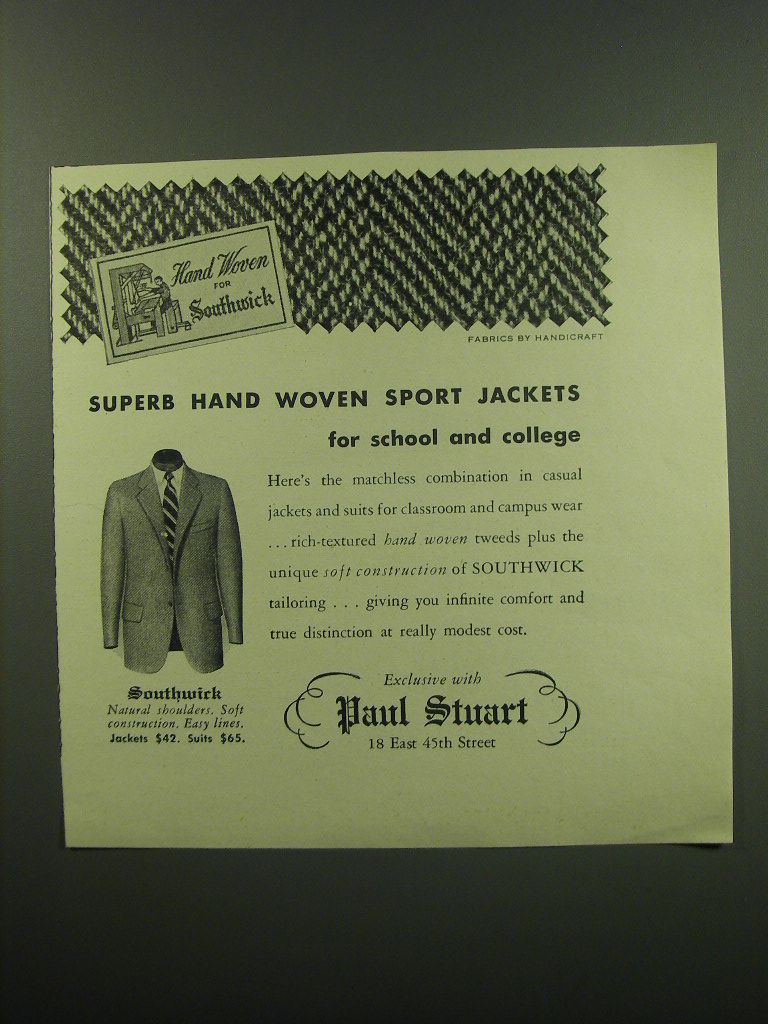 Hand Woven
FOR
Southwick
FABRICS BY HANDICRAFT
SUPERB HAND WOVEN SPORT JACKETS
for school and college
Here's the matchless combination in casual
jackets and suits for classroom and campus wear
...rich-textured hand woven tweeds plus the
unique soft construction of SOUTHWICK
tailoring . . . giving you infinite comfort and
true distinction at really modest cost.
Southwick
Natural shoulders. Soft
construction. Easy lines.
Jackets $42. Suits $65.
Exclusive with
Paul Stuart
18 East 45th Street